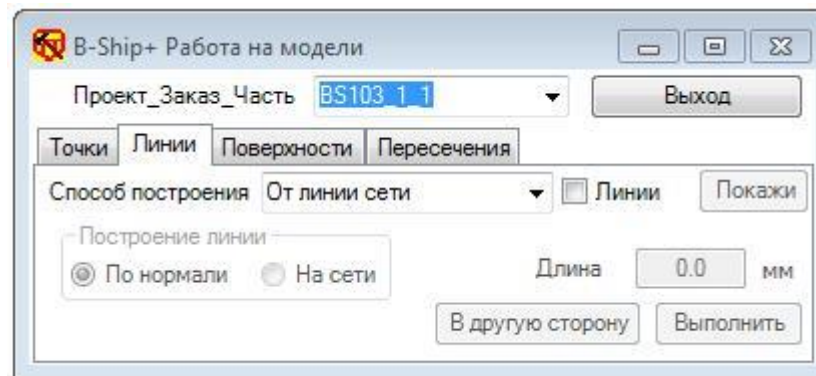 B-Ship+ Работа на модели
Проект_Заказ_Часть BS103_1_1 Выход
Точки Линии Поверхности Пересечения
Способ построения От линии сети Линии Покажи
Построение линии
По нормали На сети Длина 0.0 мм
В другую сторону Выполнить